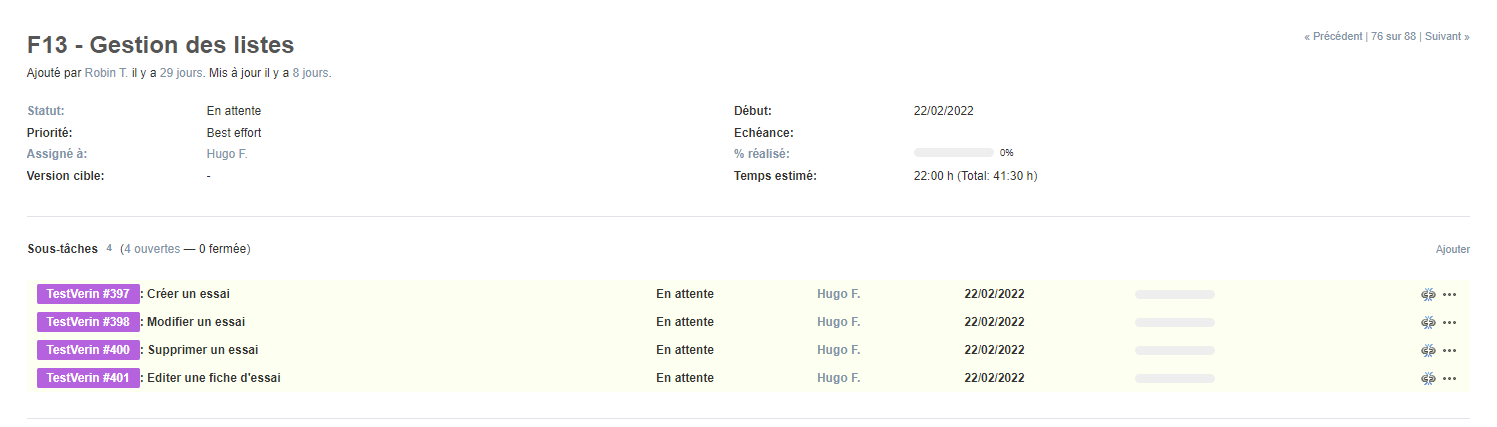 F13 - Gestion des listes
« Précédent | 76 sur 88 | Suivant »
Ajouté par Robin T. il y a 29 jours. Mis à jour il y a 8 jours.
Statut: En attente Début: 22/02/2022
Priorité: Best effort Echéance:
Assigné à: Hugo F. % réalisé: 0%
Version cible: - Temps estimé: 22:00 h (Total: 41:30 h)
Sous-tâches 4 (4 ouvertes — 0 fermée) Ajouter
TestVerin #397 : Créer un essai En attente Hugo F. 22/02/2022
TestVerin #398 : Modifier un essai En attente Hugo F. 22/02/2022
TestVerin #400 : Supprimer un essai En attente Hugo F. 22/02/2022
TestVerin #401 : Editer une fiche d'essai En attente Hugo F. 22/02/2022